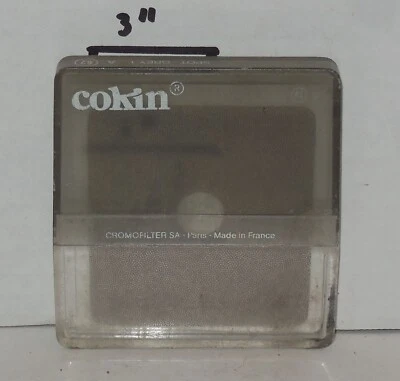 3"
cokin®
CROMOFILTER SA - Paris - Made in France